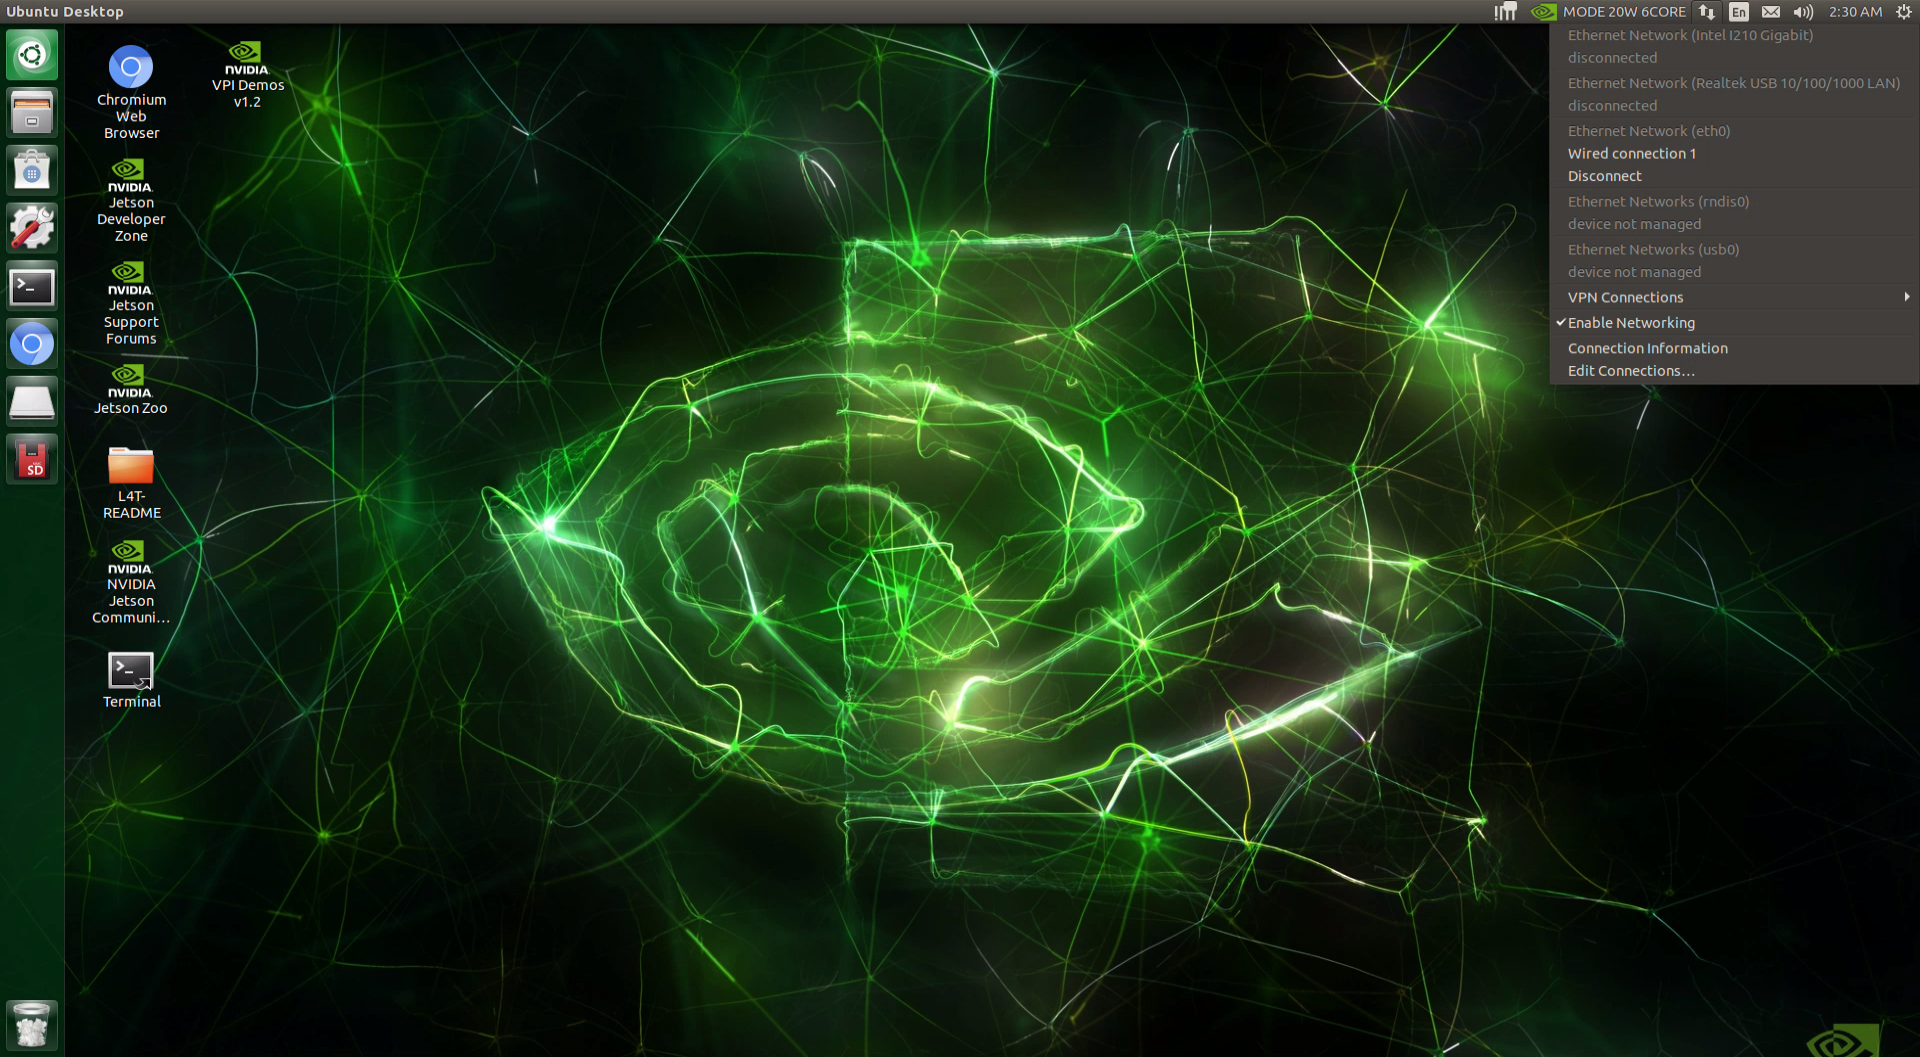 Ubuntu Desktop
MODE 20W 6CORE
En
2:30 AM
Ethernet Network (Intel I210 Gigabit)
disconnected
Ethernet Network (Realtek USB 10/100/1000 LAN)
disconnected
Ethernet Network (eth0)
Wired connection 1
Disconnect
Ethernet Networks (rndis0)
device not managed
Ethernet Networks (usb0)
device not managed
VPN Connections
Enable Networking
Connection Information
Edit Connections…
Chromium
Web
Browser
NVIDIA.
VPI Demos
v1.2
NVIDIA.
Jetson
Developer
Zone
NVIDIA.
Jetson
Support
Forums
NVIDIA.
Jetson Zoo
L4T-
README
NVIDIA.
NVIDIA
Jetson
Communi…
>_
Terminal
>_
SD